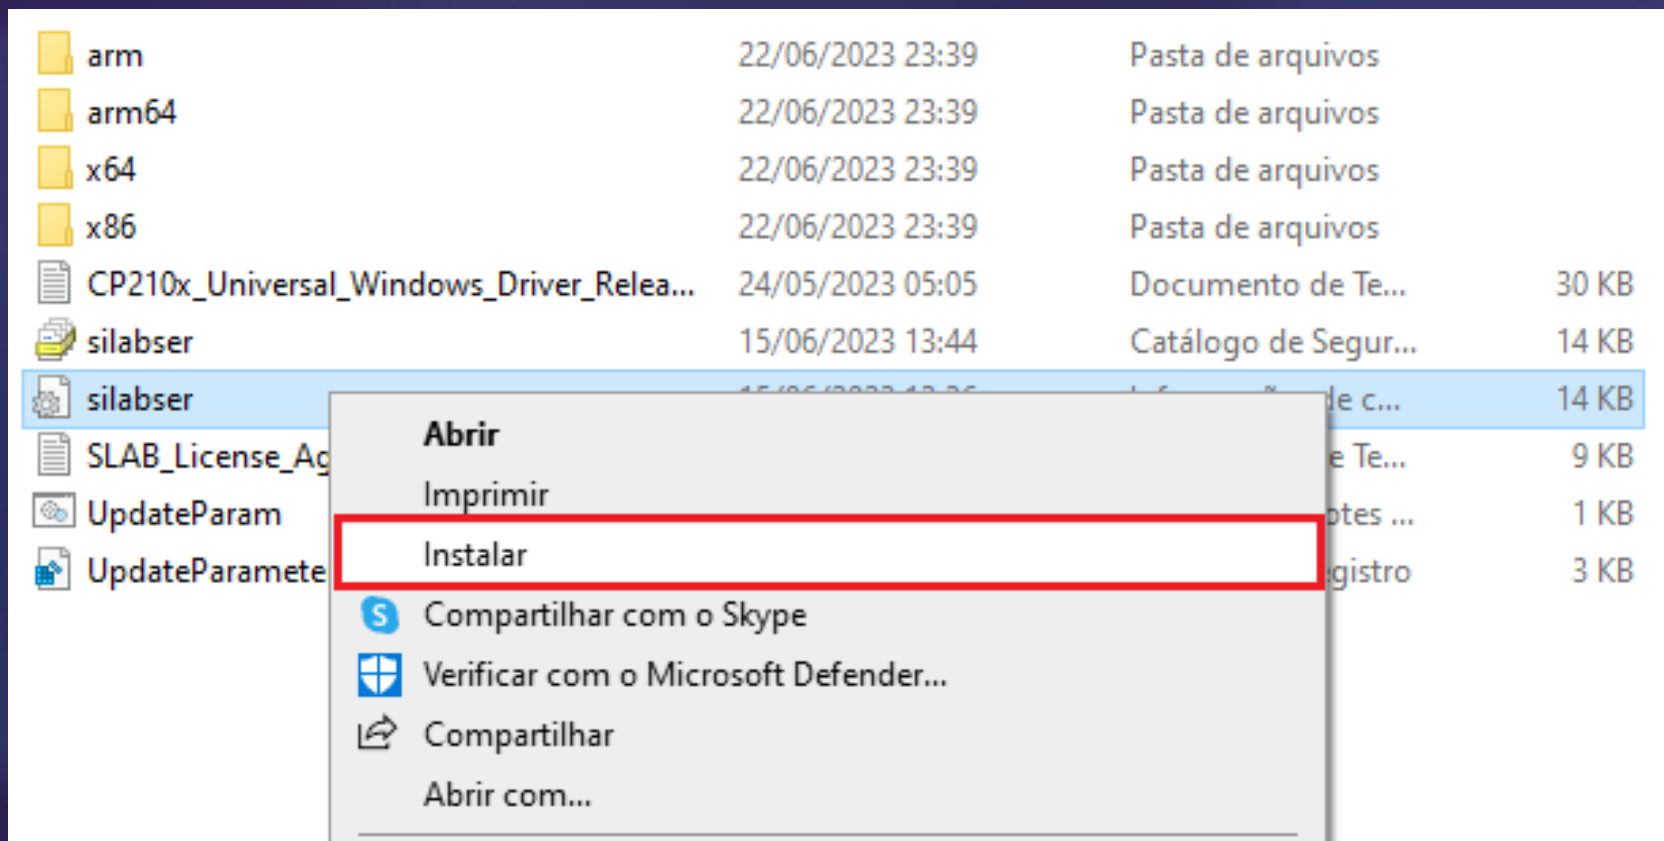 arm 22/06/2023 23:39 Pasta de arquivos
arm64 22/06/2023 23:39 Pasta de arquivos
x64 22/06/2023 23:39 Pasta de arquivos
x86 22/06/2023 23:39 Pasta de arquivos
CP210x_Universal_Windows_Driver_Relea... 24/05/2023 05:05 Documento de Te... 30 KB
silabser 15/06/2023 13:44 Catálogo de Segur... 14 KB
silabser de c... 14 KB
SLAB_License_Ag e Te... 9 KB
UpdateParam otes ... 1 KB
UpdateParamete gistro 3 KB
Abrir
Imprimir
Instalar
Compartilhar com o Skype
Verificar com o Microsoft Defender...
Compartilhar
Abrir com...